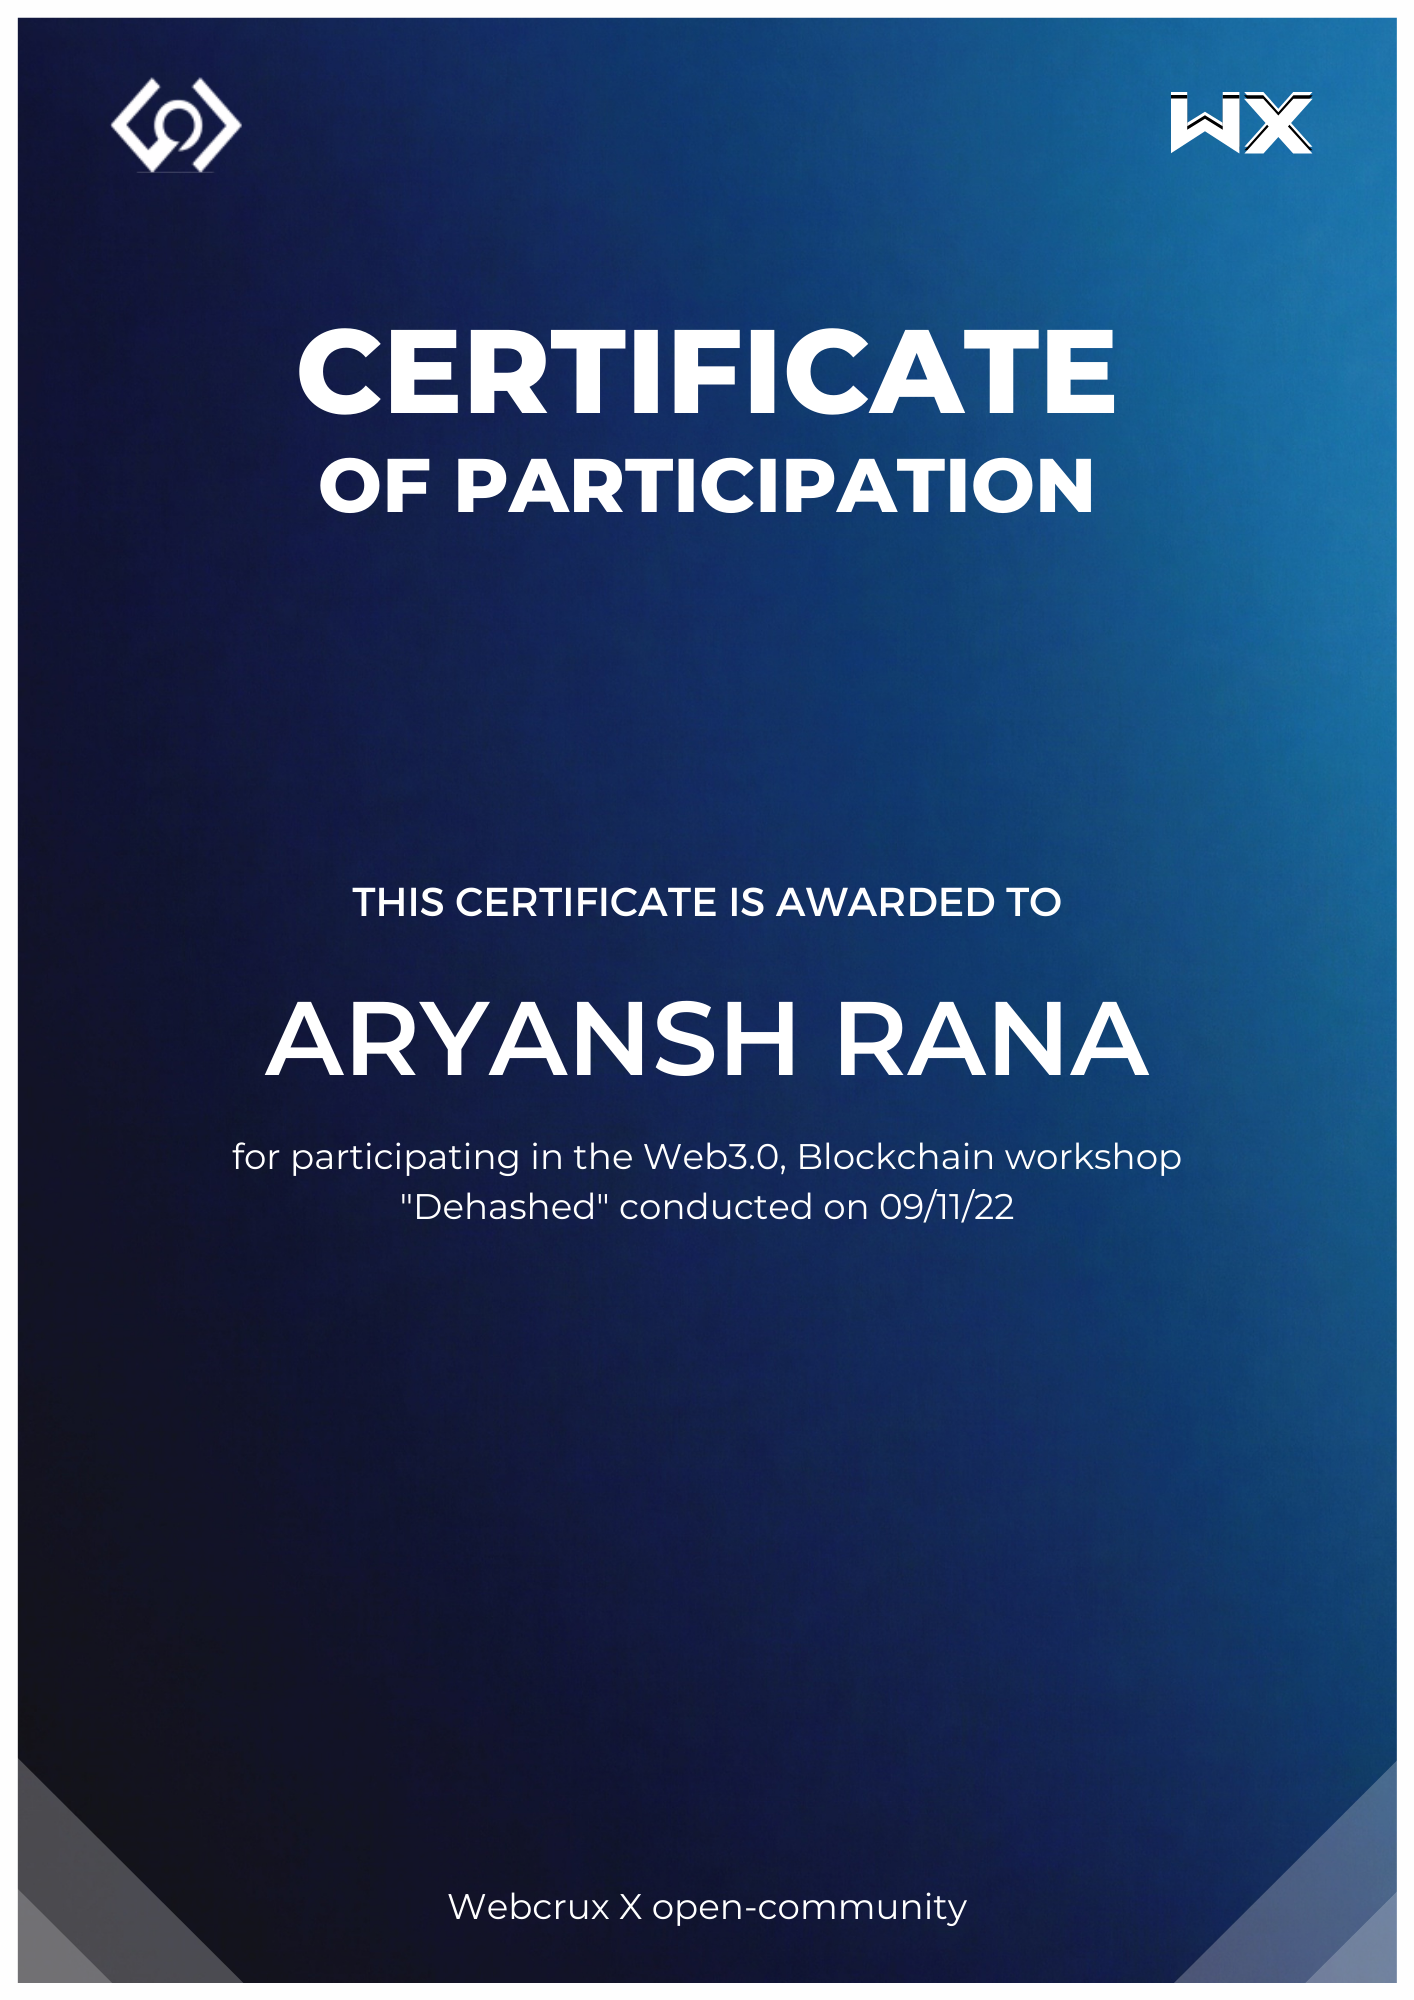 WX
CERTIFICATE
OF PARTICIPATION
THIS CERTIFICATE IS AWARDED TO
ARYANSH RANA
for participating in the Web3.0, Blockchain workshop
"Dehashed" conducted on 09/11/22
Webcrux X open-community